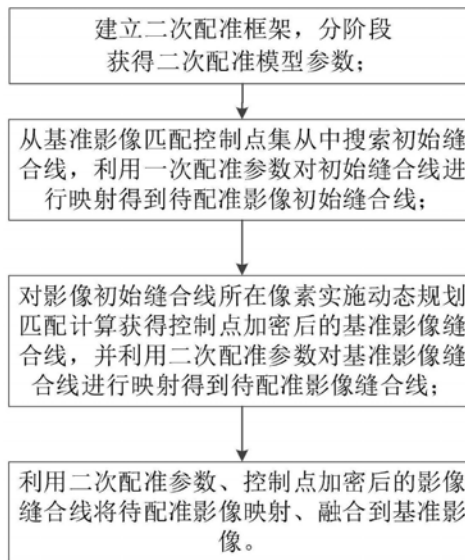 建立二次配准框架，分阶段
获得二次配准模型参数；
从基准影像匹配控制点集从中搜索初始缝
合线，利用一次配准参数对初始缝合线进
行映射得到待配准影像初始缝合线；
对影像初始缝合线所在像素实施动态规划
匹配计算获得控制点加密后的基准影像缝
合线，并利用二次配准参数对基准影像缝
合线进行映射得到待配准影像缝合线；
利用二次配准参数、控制点加密后的影像
缝合线将待配准影像映射、融合到基准影
像。